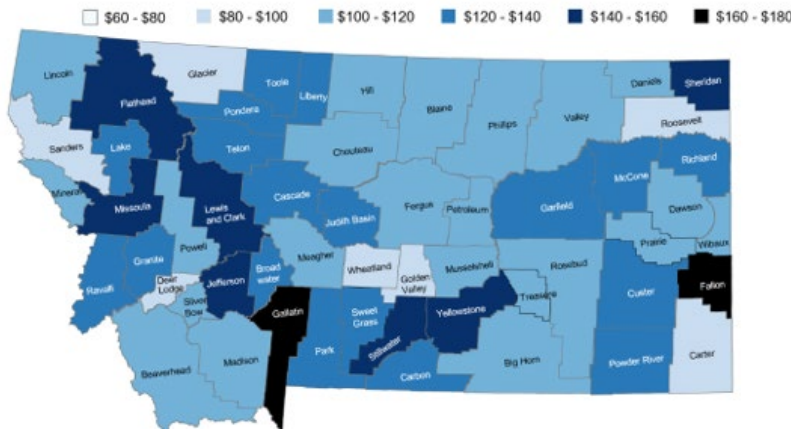 $60 - $80 $80 - $100 $100 - $120 $120 - $140 $140 - $160 $160 - $180
Lincoln
Glacier
Flathead
Toole
Liberty
Hill
Blaine
Phillips
Valley
Daniels
Sheridan
Roosevelt
Pondera
Sanders
Lake
Teton
Chouteau
McCone
Richland
Mineral
Missoula
Lewis
and Clark
Cascade
Judith Basin
Fergus
Petroleum
Garfield
Dawson
Prairie
Wibaux
Powell
Granite
Ravalli
Deer
Lodge
Silver
Bow
Jefferson
Broad
water
Meagher
Wheatland
Golden
Valley
Musselshell
Rosebud
Treasure
Custer
Fallon
Gallatin
Park
Sweet
Grass
Stillwater
Yellowstone
Beaverhead
Madison
Carbon
Big Horn
Powder River
Carter